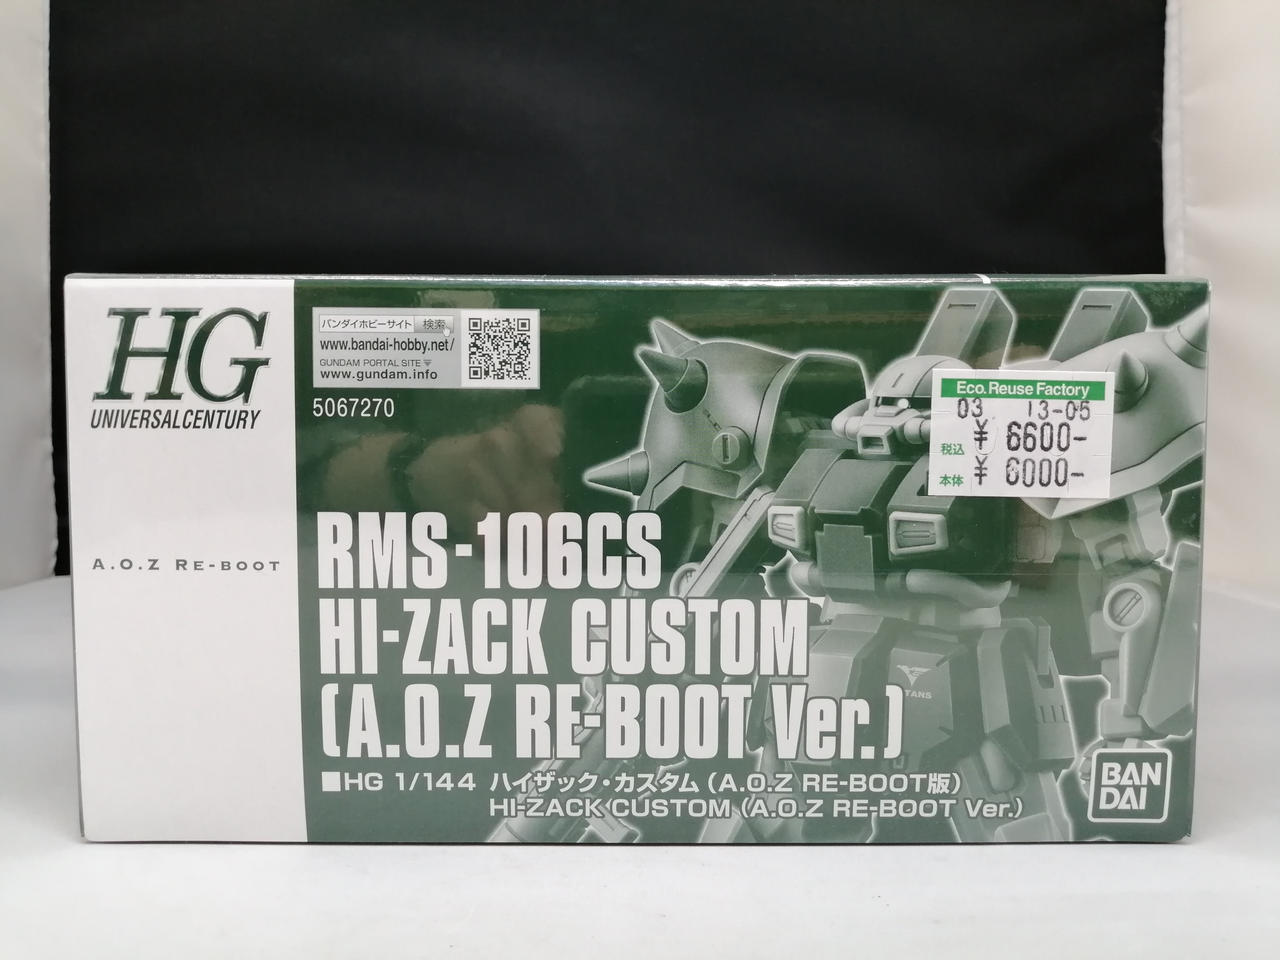 HG
UNIVERSALCENTURY
A.O.Z RE-BOOT
バンダイホビーサイト 検索
www.bandai-hobby.net/
GUNDAM PORTAL SITE
www.gundam.info
5067270
Eco.Reuse Factory
03 13-05
税込 ¥ 6600-
本体 ¥ 6000-
RMS-106CS
HI-ZACK CUSTOM
(A.O.Z RE-BOOT Ver.)
TANS
■HG 1/144 ハイザック・カスタム (A.O.Z RE-BOOT版)
HI-ZACK CUSTOM (A.O.Z RE-BOOT Ver.)
BAN
DAI